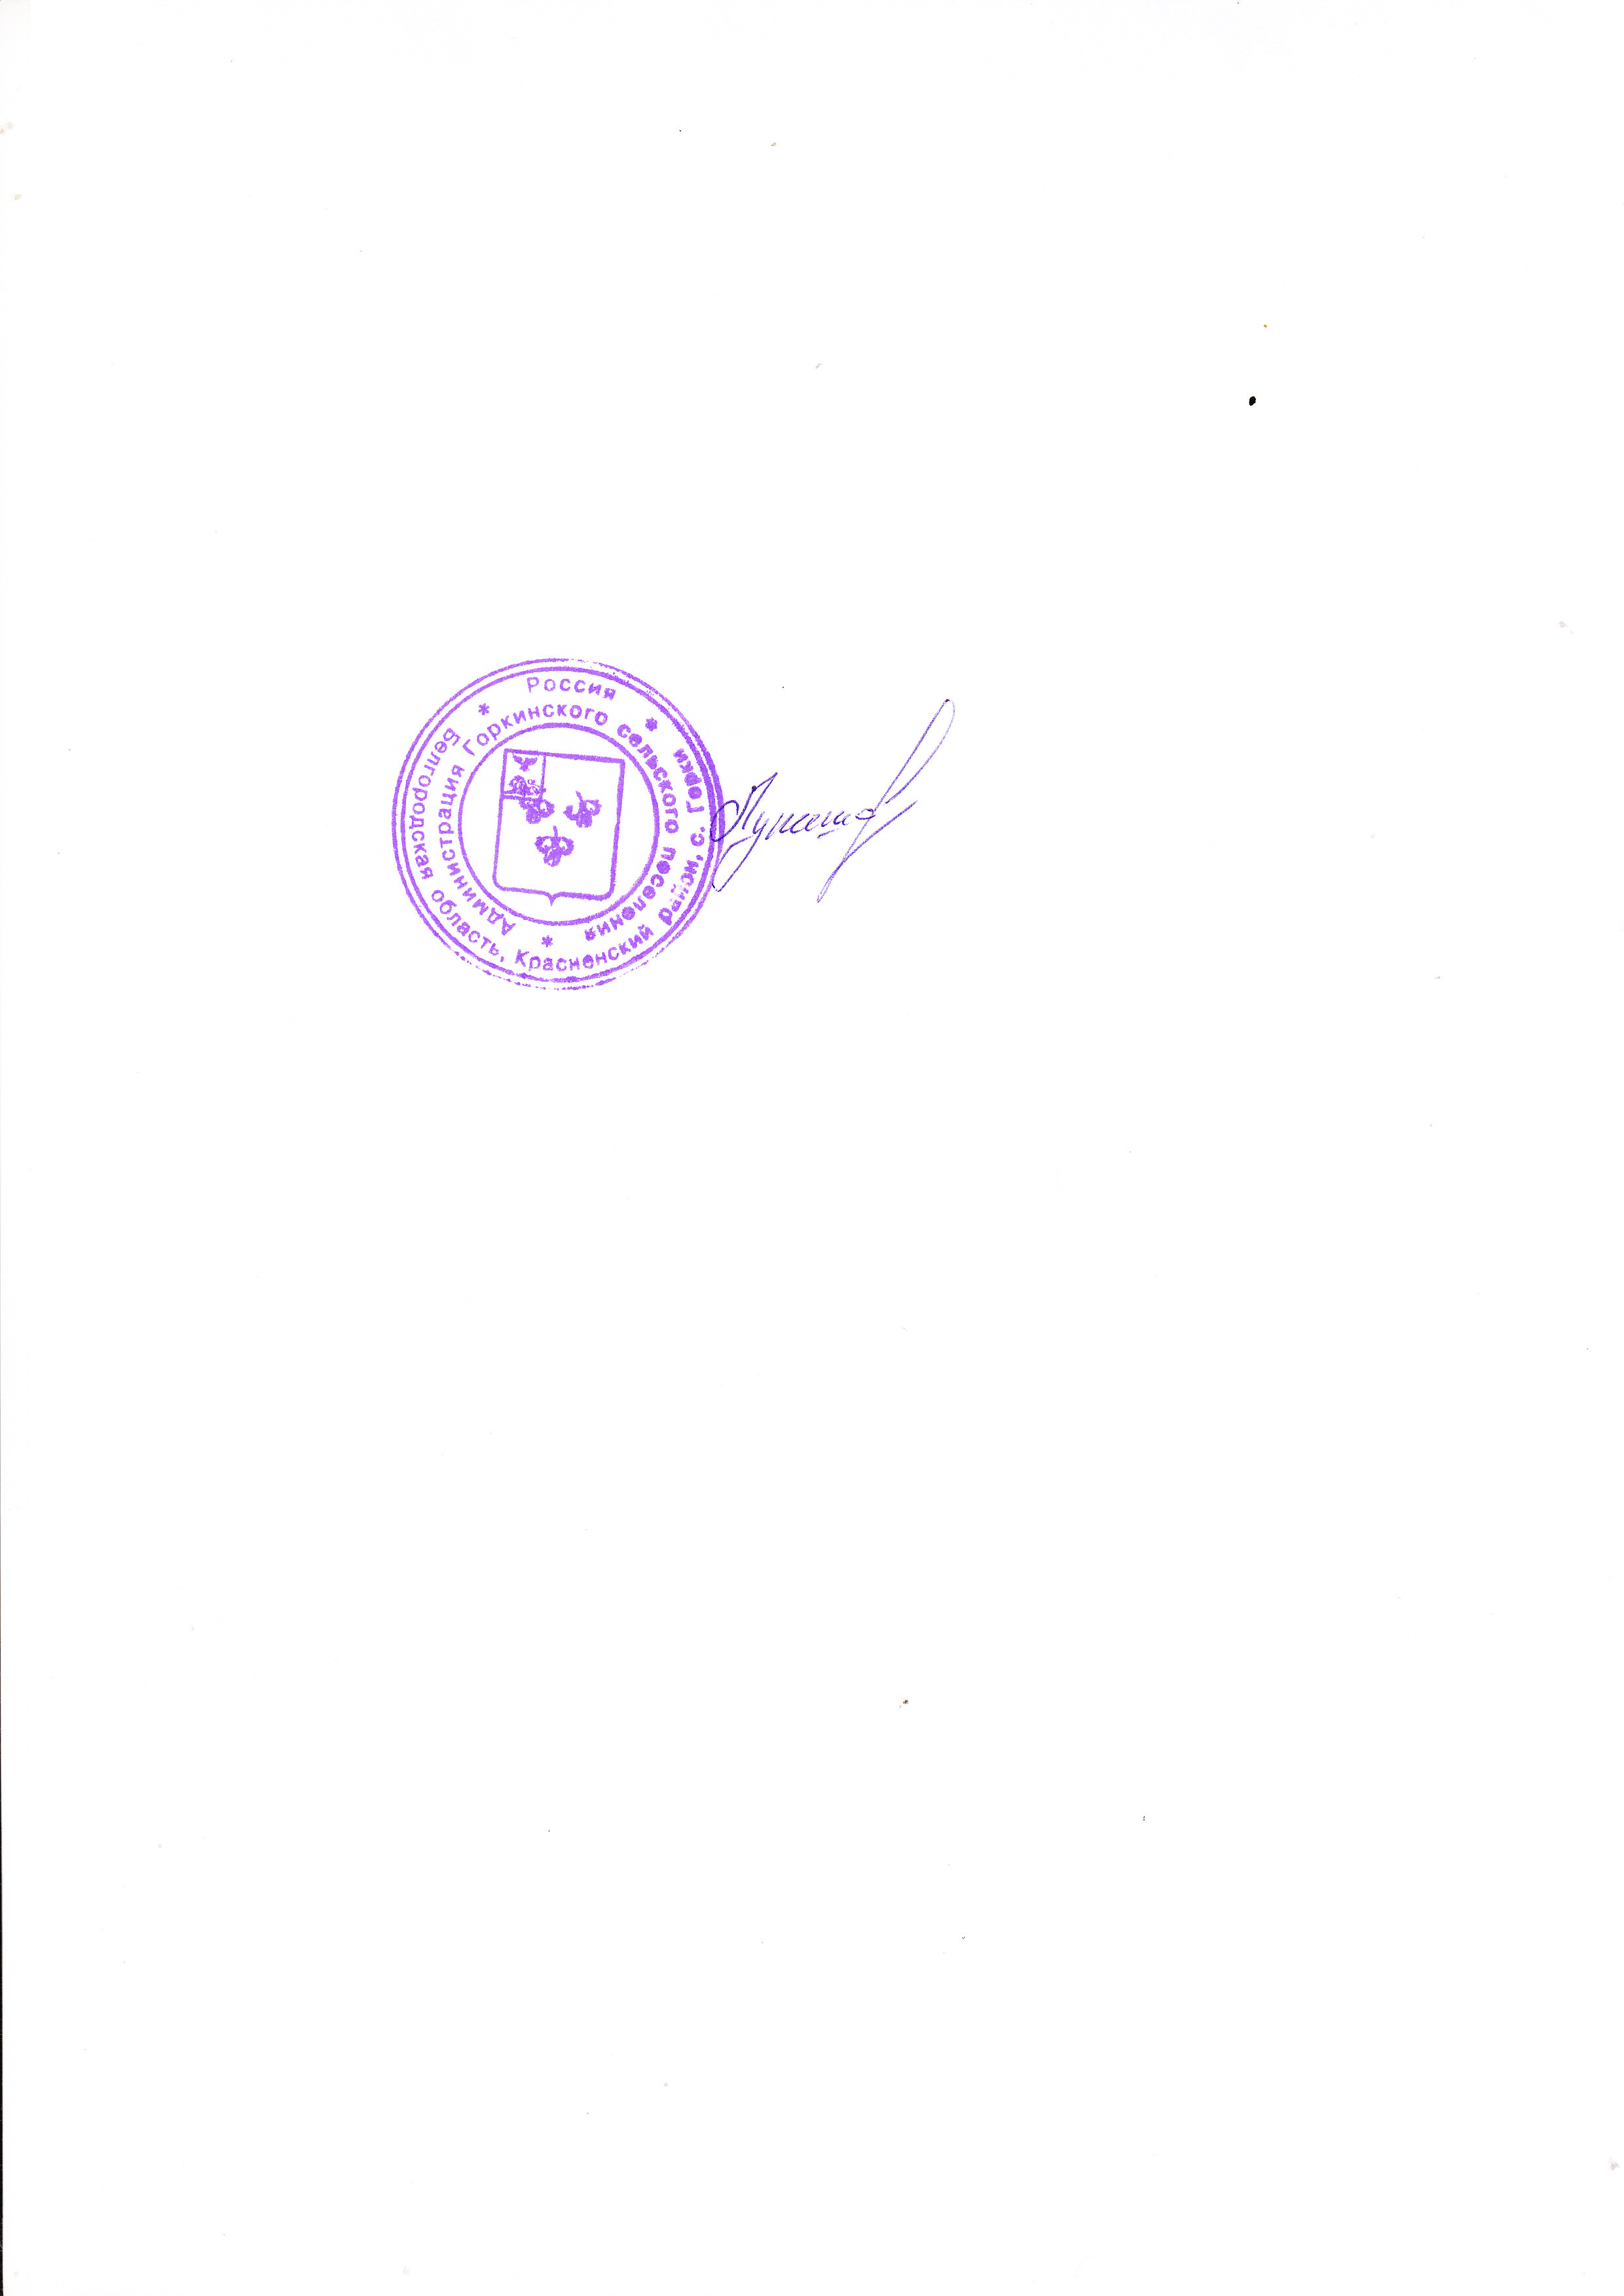 Россия
Белгородская область, Красненский район, с. Горки
Администрация Горкинского сельского поселения